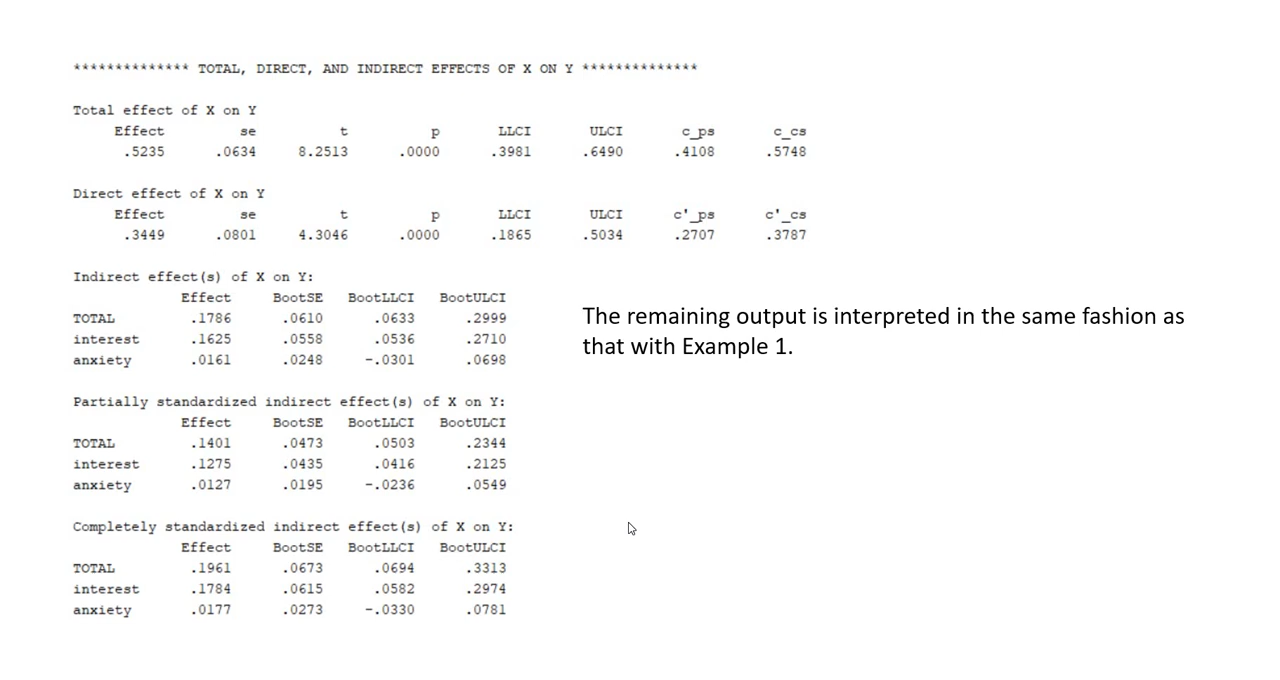 ************** TOTAL, DIRECT, AND INDIRECT EFFECTS OF X ON Y **************
Total effect of X on Y
Effect se t p LLCI ULCI c_ps c_cs
.5235 .0634 8.2513 .0000 .3981 .6490 .4108 .5748
Direct effect of X on Y
Effect se t p LLCI ULCI c'_ps c'_cs
.3449 .0801 4.3046 .0000 .1865 .5034 .2707 .3787
Indirect effect(s) of X on Y:
Effect BootSE BootLLCI BootULCI
TOTAL .1786 .0610 .0633 .2999
interest .1625 .0558 .0536 .2710
anxiety .0161 .0248 -.0301 .0698
The remaining output is interpreted in the same fashion as
that with Example 1.
Partially standardized indirect effect(s) of X on Y:
Effect BootSE BootLLCI BootULCI
TOTAL .1401 .0473 .0503 .2344
interest .1275 .0435 .0416 .2125
anxiety .0127 .0195 -.0236 .0549
Completely standardized indirect effect(s) of X on Y:
Effect BootSE BootLLCI BootULCI
TOTAL .1961 .0673 .0694 .3313
interest .1784 .0615 .0582 .2974
anxiety .0177 .0273 -.0330 .0781